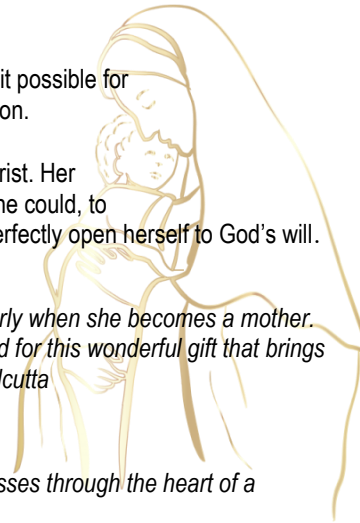 it possible for
on.
rist. Her
he could, to
erfectly open herself to God's will.
rly when she becomes a mother.
d for this wonderful gift that brings
lcutta
sses through the heart of a